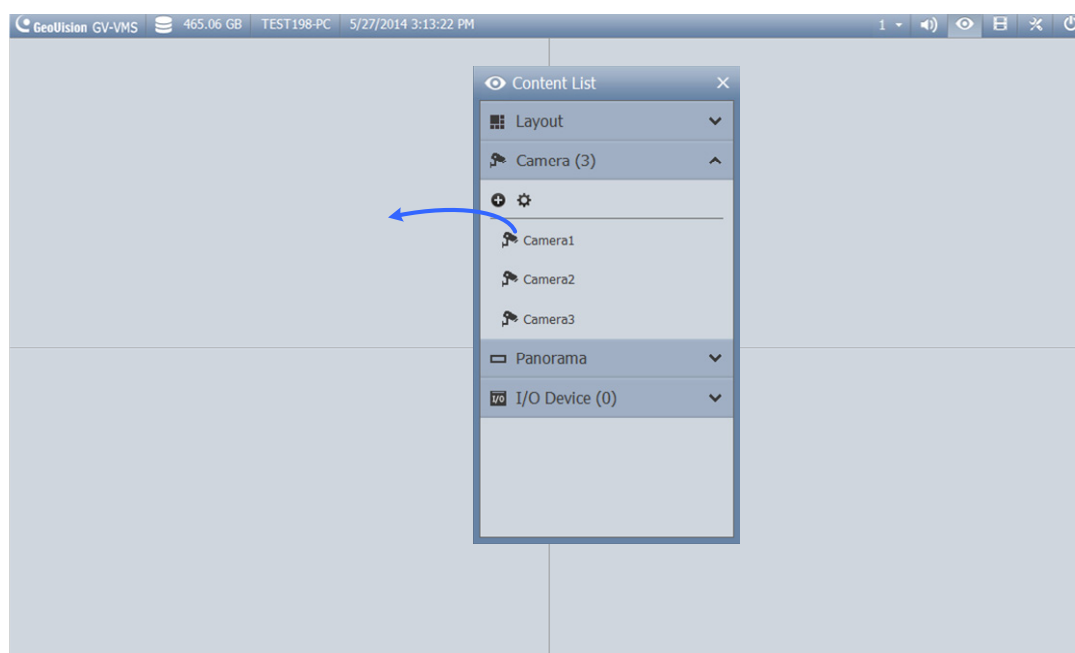 GeoVision GV-VMS 465.06 GB TEST198-PC 5/27/2014 3:13:22 PM 1
Content List
Layout
Camera (3)
Camera1
Camera2
Camera3
Panorama
I/O I/O Device (0)